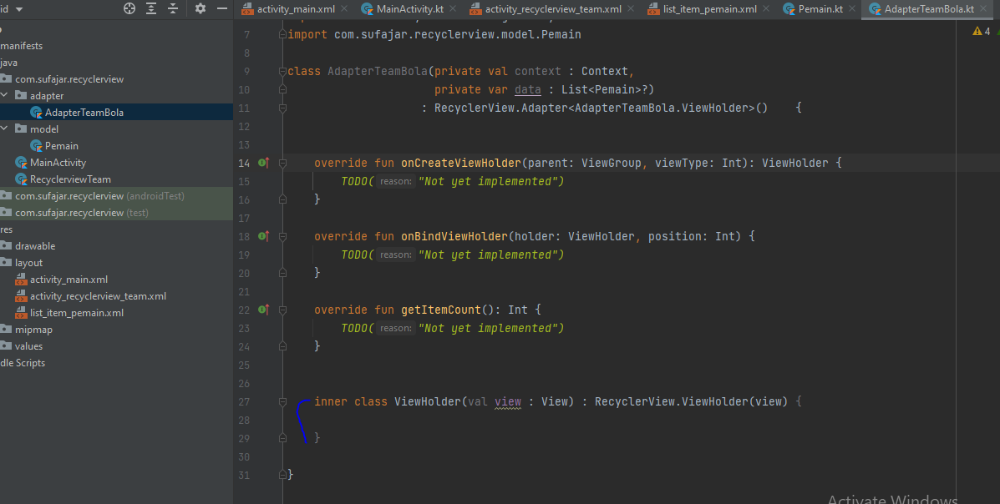 id
activity_main.xml
MainActivity.kt
activity_recyclerview_team.xml
list_item_pemain.xml
Pemain.kt
AdapterTeamBola.kt
manifests
java
com.sufajar.recyclerview
adapter
AdapterTeamBola
model
Pemain
MainActivity
RecyclerviewTeam
com.sufajar.recyclerview (androidTest)
com.sufajar.recyclerview (test)
res
drawable
layout
activity_main.xml
activity_recyclerview_team.xml
list_item_pemain.xml
mipmap
values
dle Scripts
4
7 import com.sufajar.recyclerview.model.Pemain
8
9 class AdapterTeamBola(private val context : Context,
10 private var data : List<Pemain>?)
11 : RecyclerView.Adapter<AdapterTeamBola.ViewHolder>() {
12
13
14 override fun onCreateViewHolder(parent: ViewGroup, viewType: Int): ViewHolder {
15 TODO( reason: "Not yet implemented")
16 }
17
18 override fun onBindViewHolder(holder: ViewHolder, position: Int) {
19 TODO( reason: "Not yet implemented")
20 }
21
22 override fun getItemCount(): Int {
23 TODO( reason: "Not yet implemented")
24 }
25
26
27 inner class ViewHolder(val view : View) : RecyclerView.ViewHolder(view) {
28
29 }
30
31 }
Activate Windows